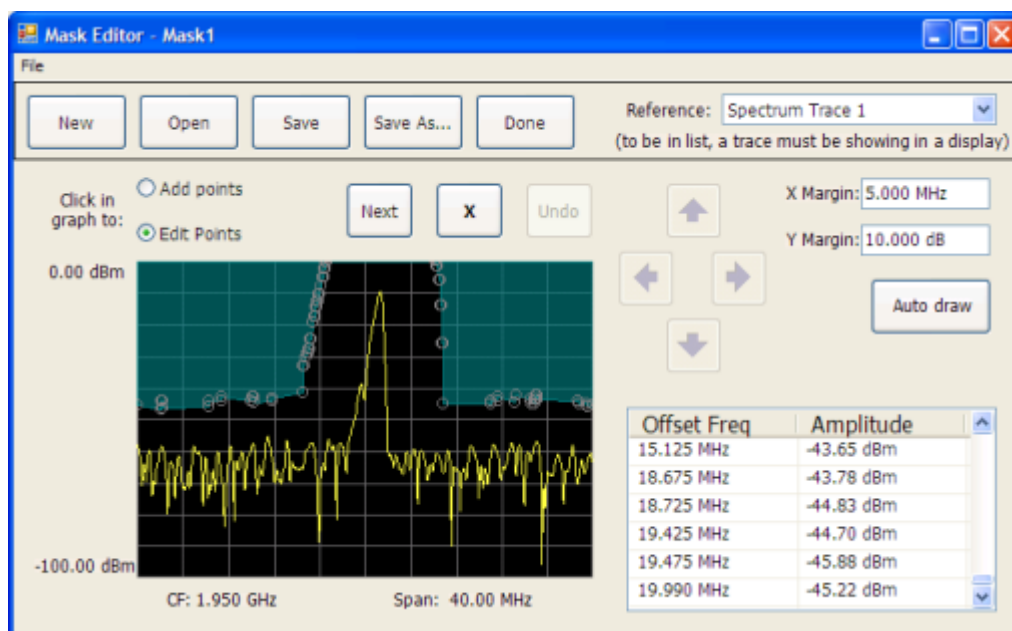 Mask Editor - Mask1
File
New Open Save Save As... Done
Reference: Spectrum Trace 1
(to be in list, a trace must be showing in a display)
Click in graph to:
Add points
Edit Points
Next X Undo
X Margin: 5.000 MHz
Y Margin: 10.000 dB
Auto draw
0.00 dBm
-100.00 dBm
CF: 1.950 GHz Span: 40.00 MHz
Offset Freq Amplitude
15.125 MHz -43.65 dBm
18.675 MHz -43.78 dBm
18.725 MHz -44.83 dBm
19.425 MHz -44.70 dBm
19.475 MHz -45.88 dBm
19.990 MHz -45.22 dBm